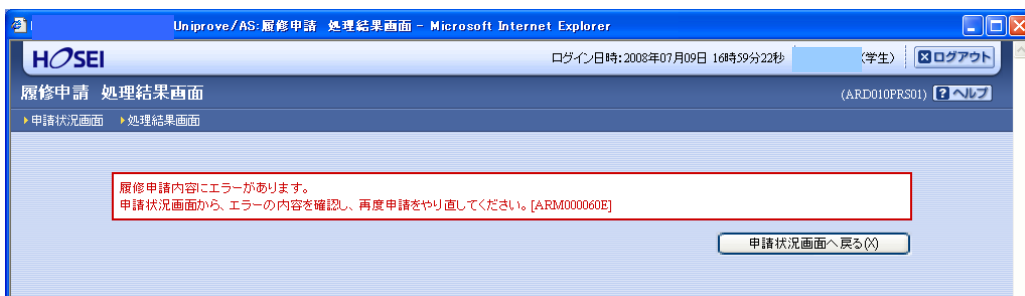 Uniprove/AS:履修申請 処理結果画面 - Microsoft Internet Explorer
HOSEI
ログイン日時:2008年07月09日 16時59分22秒 (学生) ログアウト
履修申請 処理結果画面 (ARD010PRS01) ? ヘルプ
申請状況画面 処理結果画面
履修申請内容にエラーがあります。
申請状況画面から、エラーの内容を確認し、再度申請をやり直してください。[ARM000060E]
申請状況画面へ戻る(X)